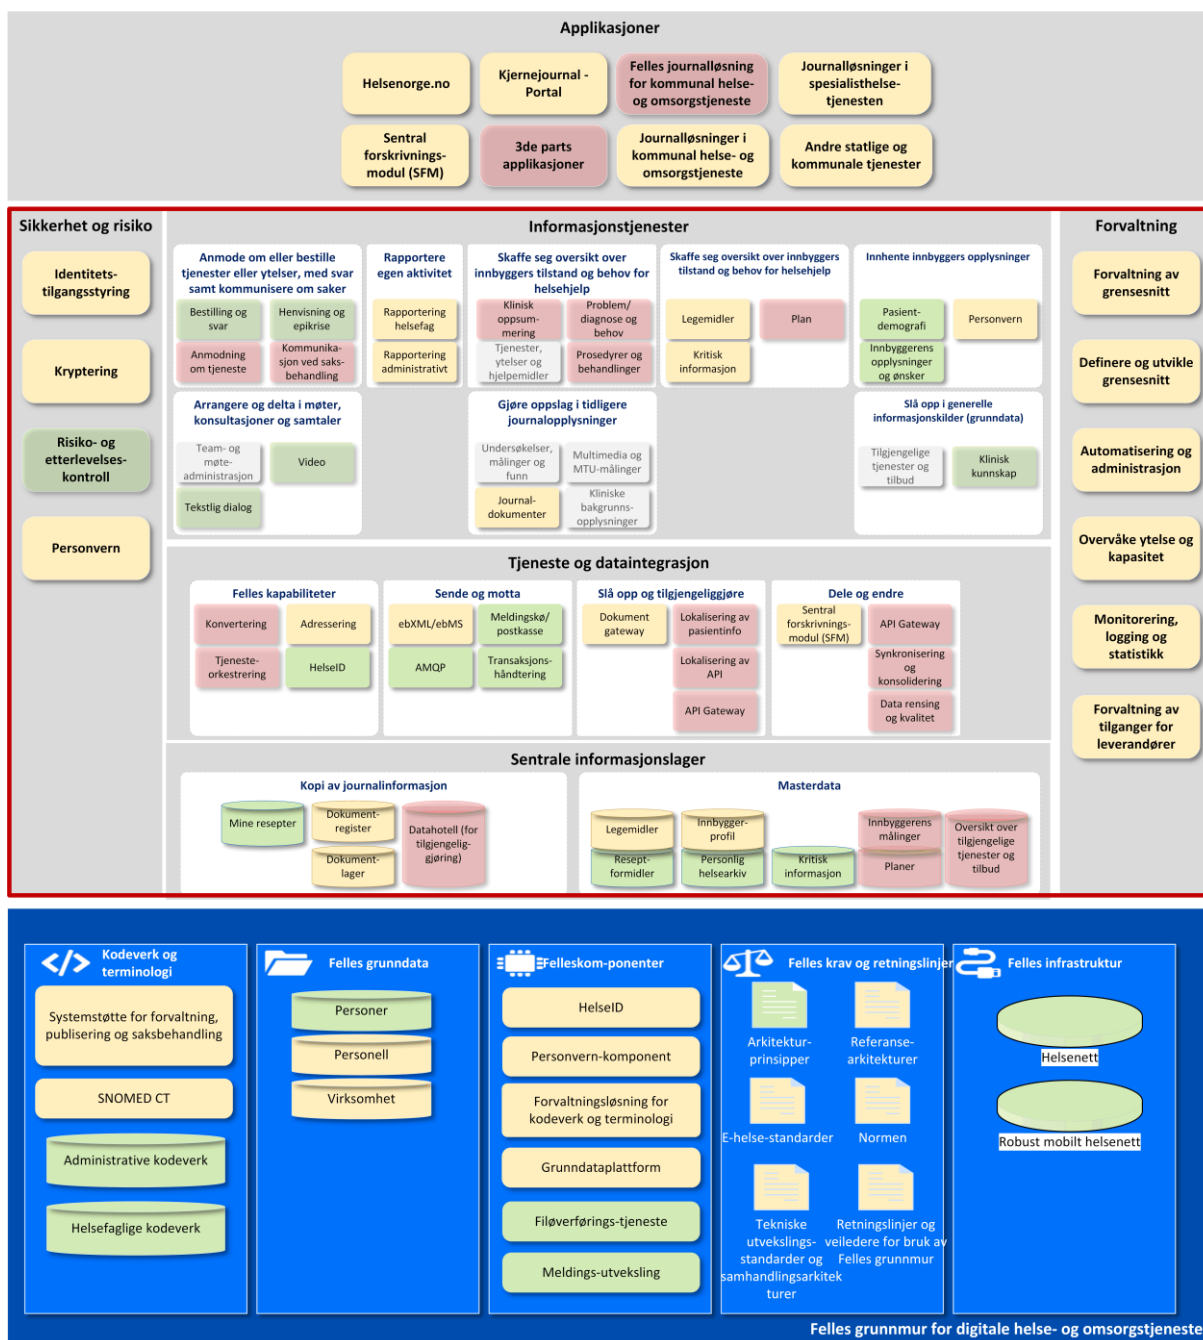 Applikasjoner
Helsenorge.no
Kjernejournal -
Portal
Felles journalløsning
for kommunal helse-
og omsorgstjeneste
Journalløsninger i
spesialisthelse-
tjenesten
Sentral
forskrivnings-
modul (SFM)
3de parts
applikasjoner
Journalløsninger i
kommunal helse- og
omsorgstjeneste
Andre statlige og
kommunale tjenester
Sikkerhet og risiko
Identitets-
tilgangsstyring
Kryptering
Risiko- og
etterlevelses-
kontroll
Personvern
Informasjonstjenester
Anmode om eller bestille
tjenester eller ytelser, med svar
samt kommunisere om saker
Bestilling og
svar
Henvisning og
epikrise
Anmodning
om tjeneste
Kommunika-
sjon ved saks-
behandling
Rapportere
egen aktivitet
Rapportering
helsefag
Rapportering
administrativt
Skaffe seg oversikt over
innbyggers tilstand og behov for
helsehjelp
Klinisk
oppsum-
mering
Problem/
diagnose og
behov
Tjenester,
ytelser og
hjelpemidler
Prosedyrer og
behandlinger
Skaffe seg oversikt over innbyggers
tilstand og behov for helsehjelp
Legemidler
Plan
Kritisk
informasjon
Innhente innbyggers opplysninger
Pasient-
demografi
Personvern
Innbyggerens
opplysninger
og ønsker
Arrangere og delta i møter,
konsultasjoner og samtaler
Team- og
møte-
administrasjon
Video
Tekstlig dialog
Gjøre oppslag i tidligere
journalopplysninger
Undersøkelser,
målinger og
funn
Multimedia og
MTU-målinger
Journal-
dokumenter
Kliniske
bakgrunns-
opplysninger
Slå opp i generelle
informasjonskilder (grunndata)
Tilgjengelige
tjenester og
tilbud
Klinisk
kunnskap
Forvaltning
Forvaltning av
grensesnitt
Definere og utvikle
grensesnitt
Automatisering og
administrasjon
Overvåke ytelse og
kapasitet
Monitorering,
logging og
statistikk
Forvaltning av
tilganger for
leverandører
Tjeneste og dataintegrasjon
Felles kapabiliteter
Konvertering
Adressering
Tjeneste-
orkestrering
HelseID
Sende og motta
ebXML/ebMS
Meldingskø/
postkasse
AMQP
Transaksjons-
håndtering
Slå opp og tilgjengeliggjøre
Dokument
gateway
Lokalisering av
pasientinfo
Lokalisering av
API
API Gateway
Dele og endre
Sentral
forskrivnings-
modul (SFM)
API Gateway
Synkronisering
og
konsolidering
Data rensing
og kvalitet
Sentrale informasjonslager
Kopi av journalinformasjon
Mine resepter
Dokument-
register
Dokument-
lager
Datahotell (for
tilgjengelig-
gjøring)
Masterdata
Legemidler
Innbygger-
profil
Innbyggerens
målinger
Oversikt over
tilgjengelige
tjenester og
tilbud
Resept-
formidler
Personlig
helsearkiv
Kritisk
informasjon
Planer
Kodeverk og
terminologi
Systemstøtte for forvaltning,
publisering og saksbehandling
SNOMED CT
Administrative kodeverk
Helsefaglige kodeverk
Felles grunndata
Personer
Personell
Virksomhet
Felleskom-ponenter
HelseID
Personvern-komponent
Forvaltningsløsning for
kodeverk og terminologi
Grunndataplattform
Filøverførings-tjeneste
Meldings-utveksling
Felles krav og retningslinjer
Arkitektur-
prinsipper
Referanse-
arkitekturer
E-helse-standarder
Normen
Tekniske
utvekslings-
standarder og
samhandlingsarkitek
turer
Retningslinjer og
veiledere for bruk av
Felles grunnmur
Felles infrastruktur
Helsenett
Robust mobilt helsenett
Felles grunnmur for digitale helse- og omsorgstjeneste